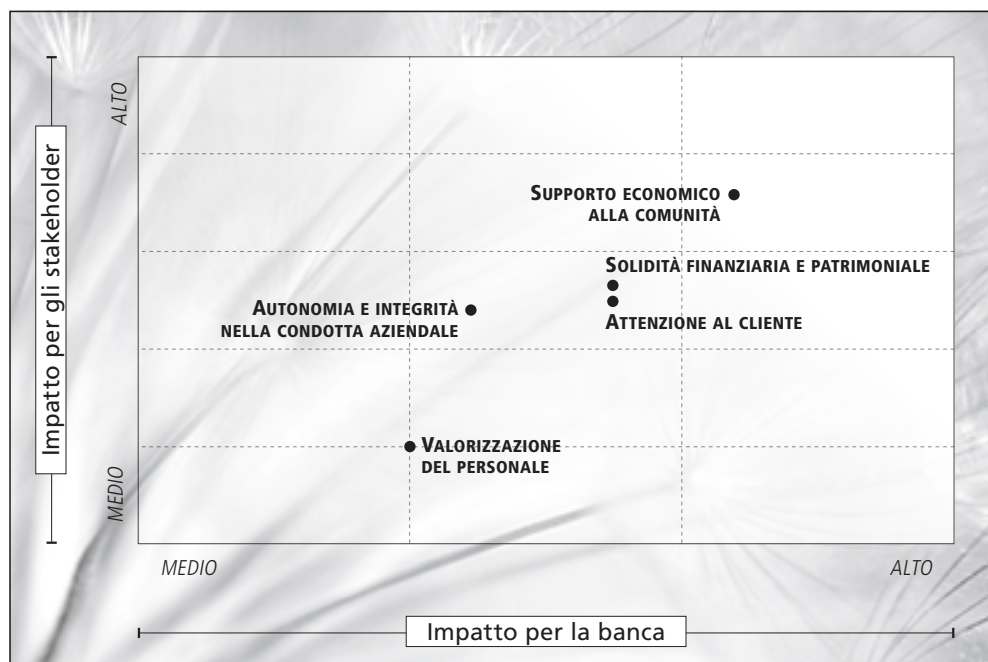 ALTO
Impatto per gli stakeholder
MEDIO
SUPPORTO ECONOMICO
ALLA COMUNITÀ
SOLIDITÀ FINANZIARIA E PATRIMONIALE
ATTENZIONE AL CLIENTE
AUTONOMIA E INTEGRITÀ
NELLA CONDOTTA AZIENDALE
VALORIZZAZIONE
DEL PERSONALE
MEDIO
ALTO
Impatto per la banca